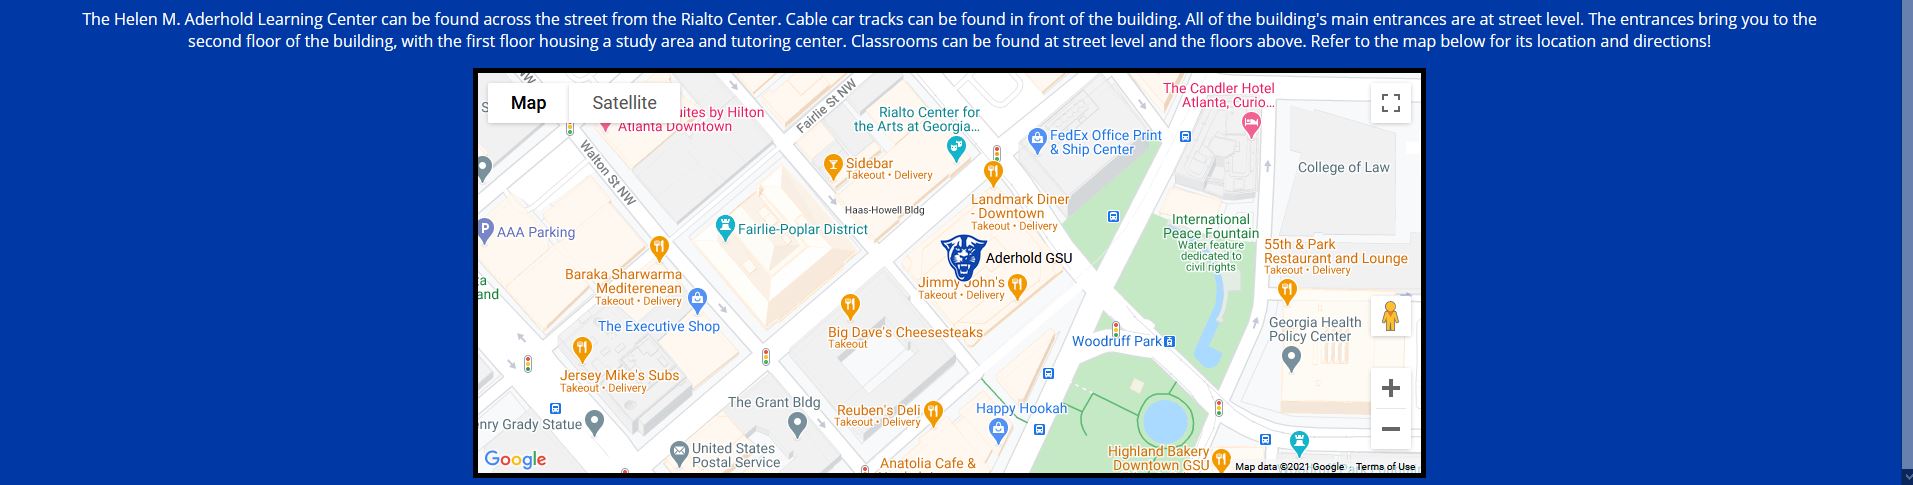 The Helen M. Aderhold Learning Center can be found across the street from the Rialto Center. Cable car tracks can be found in front of the building. All of the building's main entrances are at street level. The entrances bring you to the
second floor of the building, with the first floor housing a study area and tutoring center. Classrooms can be found at street level and the floors above. Refer to the map below for its location and directions!
Map
Satellite
uites by Hilton
Atlanta Downtown
Fairlie St NW
Rialto Center for
the Arts at Georgia...
The Candler Hotel
Atlanta, Curio...
FedEx Office Print
& Ship Center
College of Law
Walton St NW
Sidebar
Takeout • Delivery
Landmark Diner
- Downtown
Takeout • Delivery
Haas-Howell Bldg
International
Peace Fountain
Water feature
dedicated to
civil rights
P
AAA Parking
Fairlie-Poplar District
55th & Park
Restaurant and Lounge
Takeout • Delivery
Aderhold GSU
Baraka Sharwarma
Mediterenean
Takeout • Delivery
Jimmy John's
Takeout • Delivery
za
and
The Executive Shop
Big Dave's Cheesesteaks
Takeout
Georgia Health
Policy Center
Woodruff Park
Jersey Mike's Subs
Takeout • Delivery
The Grant Bldg
Reuben's Deli
Takeout • Delivery
Happy Hookah
enry Grady Statue
United States
Postal Service
Anatolia Cafe &
Highland Bakery
Downtown GSU
Google
Map data ©2021 Google
Terms of Use